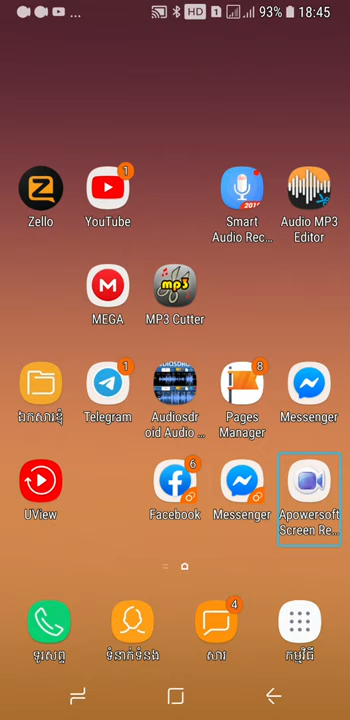 ... HD 1 93% 18:45
1
Zello YouTube Smart Audio Rec... Audio MP3 Editor
2018
mp3
MEGA MP3 Cutter
1 8
ឯកសារខ្ញុំ Telegram Audiosdr oid Audio ... Pages Manager Messenger
6
UView Facebook Messenger Apowersoft Screen Re...
4
ទូរសព្ទ ទំនាក់ទំនង សារ កម្មវិធី